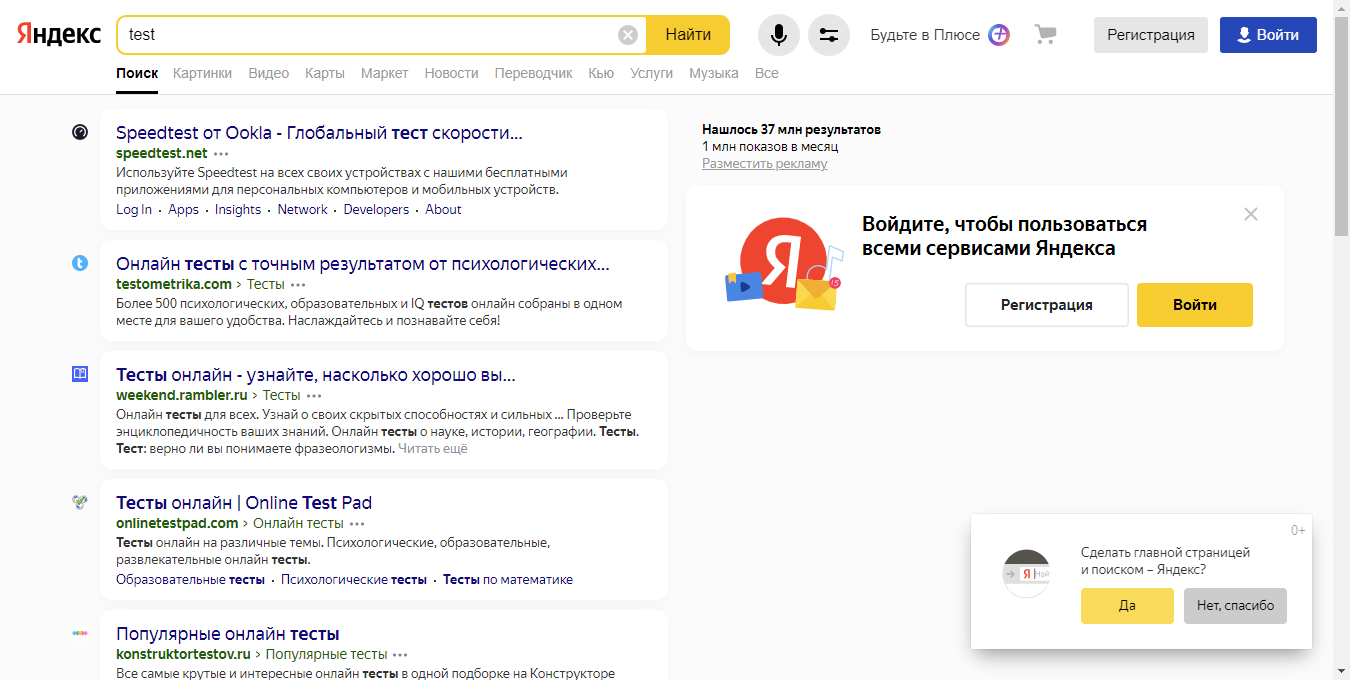 Яндекс
test
Найти
Будьте в Плюсе
Регистрация
Войти
Поиск Картинки Видео Карты Маркет Новости Переводчик Кью Услуги Музыка Все
Speedtest от Ookla - Глобальный тест скорости...
speedtest.net
Используйте Speedtest на всех своих устройствах с нашими бесплатными
приложениями для персональных компьютеров и мобильных устройств.
Log In · Apps · Insights · Network · Developers · About
Онлайн тесты с точным результатом от психологических...
testometrika.com › Тесты
Более 500 психологических, образовательных и IQ тестов онлайн собраны в одном
месте для вашего удобства. Наслаждайтесь и познавайте себя!
Тесты онлайн - узнайте, насколько хорошо вы...
weekend.rambler.ru › Тесты
Онлайн тесты для всех. Узнай о своих скрытых способностях и сильных ... Проверьте
энциклопедичность ваших знаний. Онлайн тесты о науке, истории, географии. Тесты.
Тест: верно ли вы понимаете фразеологизмы. Читать ещё
Тесты онлайн | Online Test Pad
onlinetestpad.com › Онлайн тесты
Тесты онлайн на различные темы. Психологические, образовательные,
развлекательные онлайн тесты.
Образовательные тесты · Психологические тесты · Тесты по математике
Популярные онлайн тесты
konstruktortestov.ru › Популярные тесты
Все самые крутые и интересные онлайн тесты в одной подборке на Конструкторе
Нашлось 37 млн результатов
1 млн показов в месяц
Разместить рекламу
Я
15
Войдите, чтобы пользоваться
всеми сервисами Яндекса
Регистрация
Войти
0+
Я Най
Сделать главной страницей
и поиском – Яндекс?
Да
Нет, спасибо